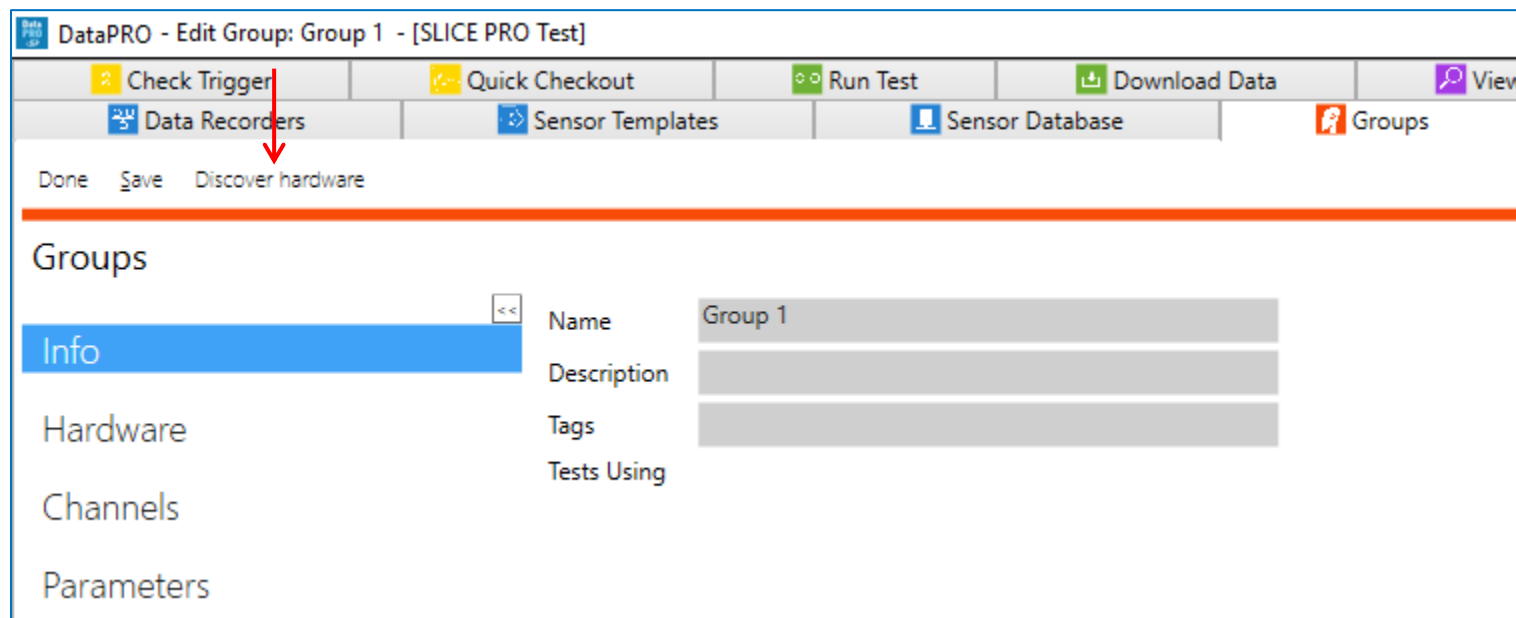 DataPRO - Edit Group: Group 1 - [SLICE PRO Test]
Check Trigger Quick Checkout Run Test Download Data View
Data Recorders Sensor Templates Sensor Database Groups
Done Save Discover hardware
Groups
<<
Name Group 1
Info
Description
Hardware
Tags
Tests Using
Channels
Parameters